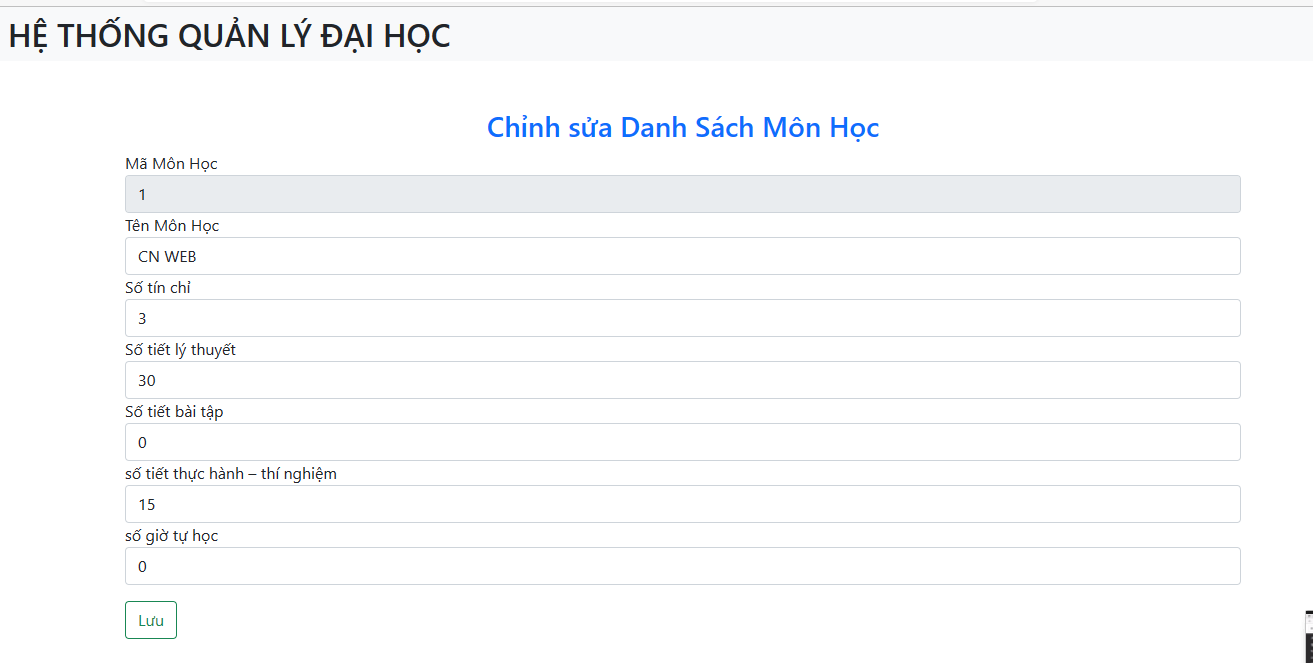 HỆ THỐNG QUẢN LÝ ĐẠI HỌC
Chỉnh sửa Danh Sách Môn Học
Mã Môn Học
1
Tên Môn Học
CN WEB
Số tín chỉ
3
Số tiết lý thuyết
30
Số tiết bài tập
0
số tiết thực hành – thí nghiệm
15
số giờ tự học
0
Lưu